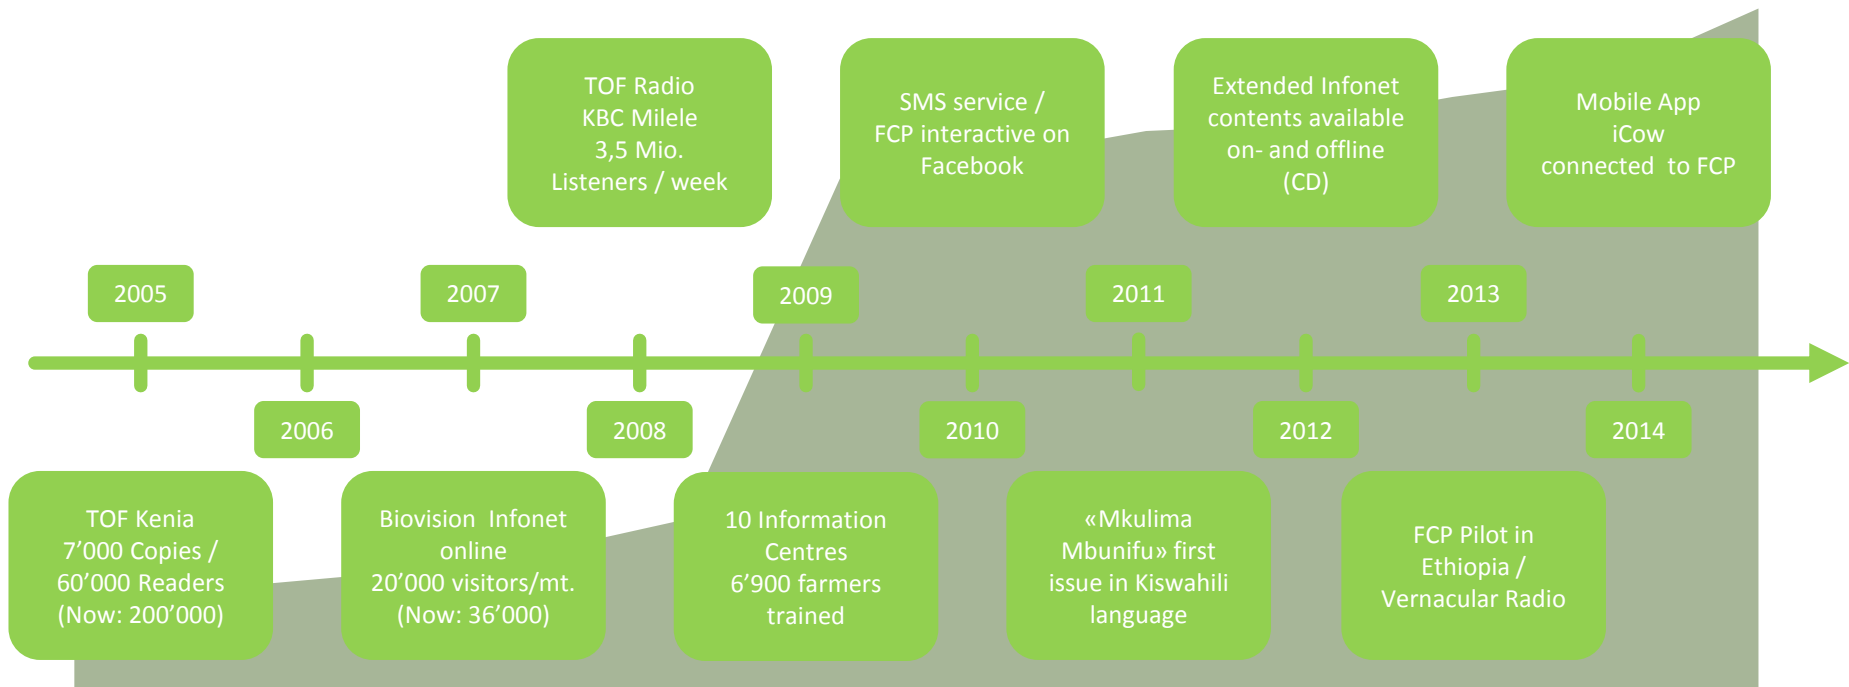 TOF Radio
KBC Milele
3,5 Mio.
Listeners / week
SMS service /
FCP interactive on
Facebook
Extended Infonet
contents available
on- and offline
(CD)
Mobile App
iCow
connected to FCP
2005
2007
2009
2011
2013
2006
2008
2010
2012
2014
TOF Kenia
7’000 Copies /
60’000 Readers
(Now: 200’000)
Biovision Infonet
online
20’000 visitors/mt.
(Now: 36’000)
10 Information
Centres
6’900 farmers
trained
«Mkulima
Mbunifu» first
issue in Kiswahili
language
FCP Pilot in
Ethiopia /
Vernacular Radio